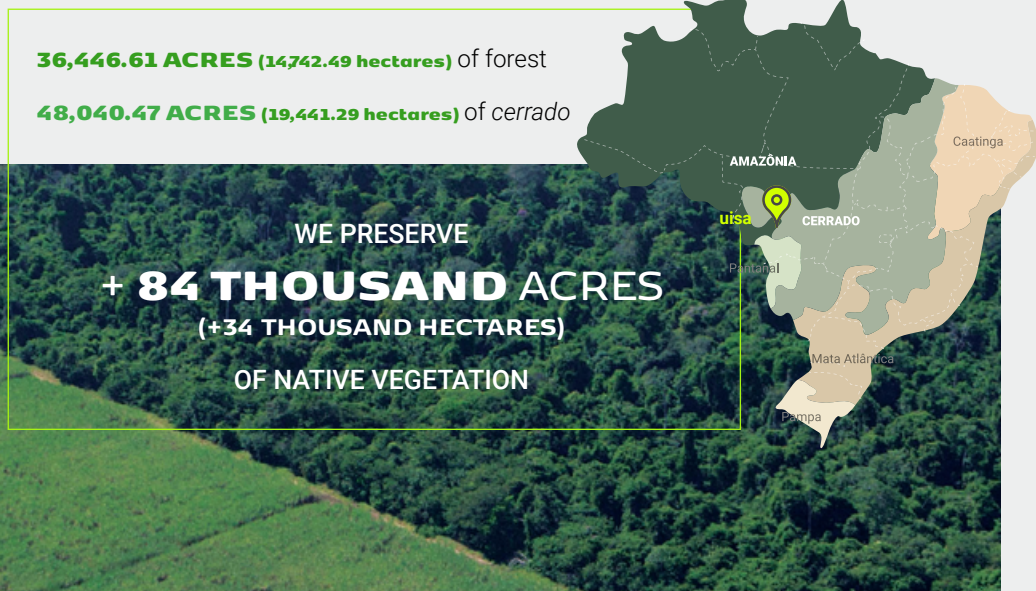 36,446.61 ACRES (14,742.49 hectares) of forest
48,040.47 ACRES (19,441.29 hectares) of cerrado
WE PRESERVE
+ 84 THOUSAND ACRES
(+34 THOUSAND HECTARES)
OF NATIVE VEGETATION
Caatinga
AMAZÔNIA
uisa
CERRADO
Pantanal
Mata Atlântica
Pampa